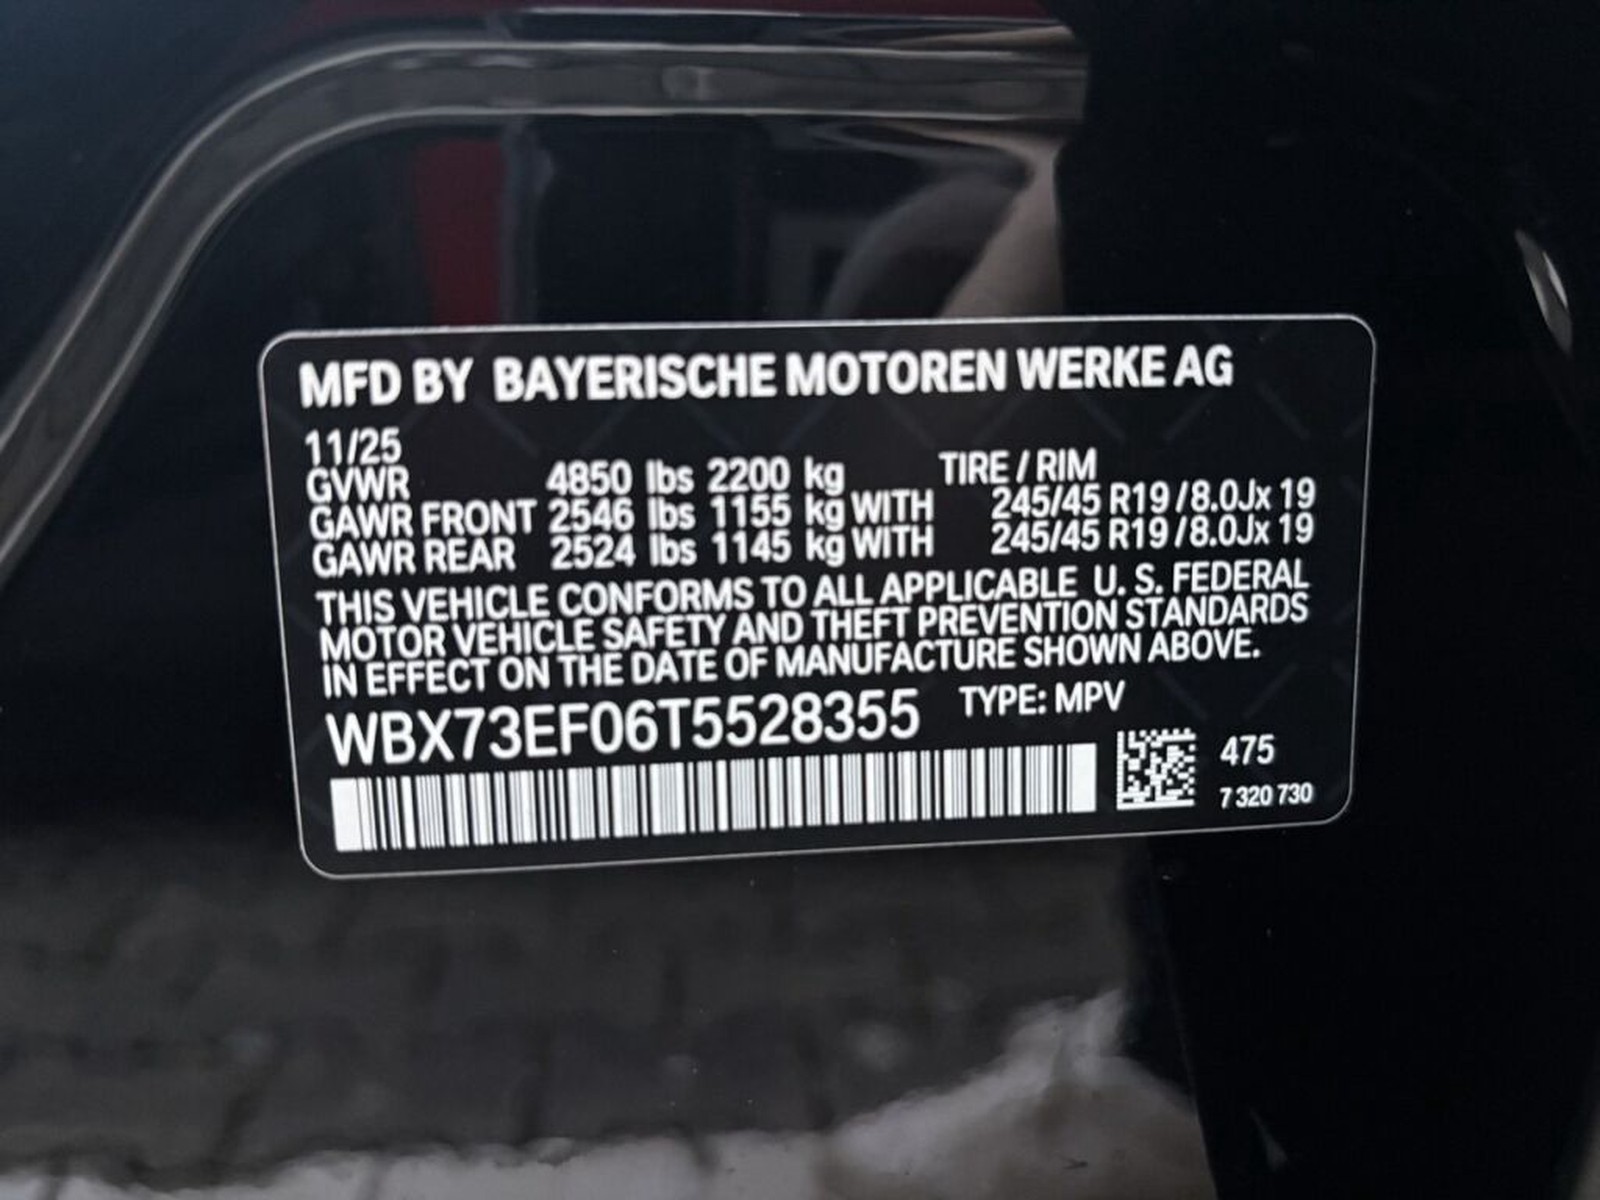 MFD BY BAYERISCHE MOTOREN WERKE AG
11/25
GVWR 4850 lbs 2200 kg TIRE / RIM
GAWR FRONT 2546 lbs 1155 kg WITH 245/45 R19 /8.0Jx 19
GAWR REAR 2524 lbs 1145 kg WITH 245/45 R19 /8.0Jx 19
THIS VEHICLE CONFORMS TO ALL APPLICABLE U. S. FEDERAL
MOTOR VEHICLE SAFETY AND THEFT PREVENTION STANDARDS
IN EFFECT ON THE DATE OF MANUFACTURE SHOWN ABOVE.
WBX73EF06T5528355 TYPE: MPV
475
7 320 730